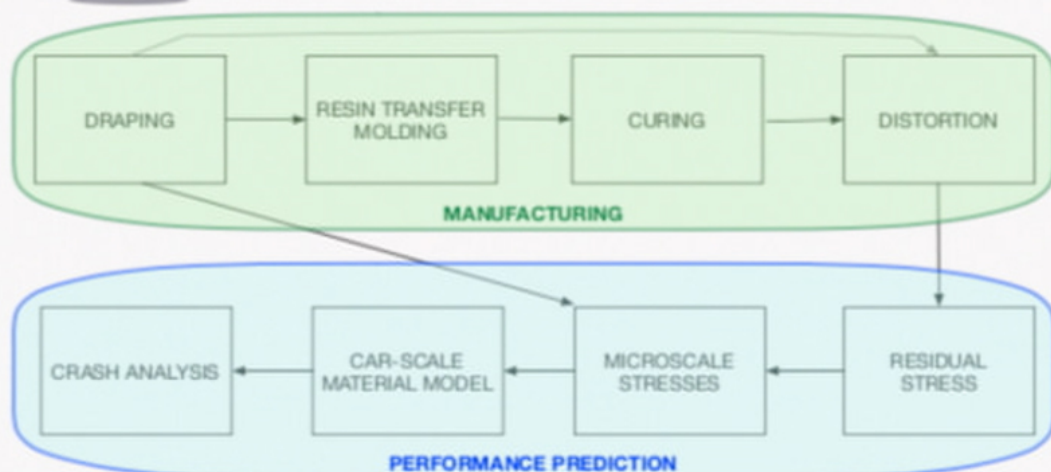 DRAPING
RESIN TRANSFER
MOLDING
CURING
DISTORTION
MANUFACTURING
CRASH ANALYSIS
CAR-SCALE
MATERIAL MODEL
MICROSCALE
STRESSES
RESIDUAL
STRESS
PERFORMANCE PREDICTION